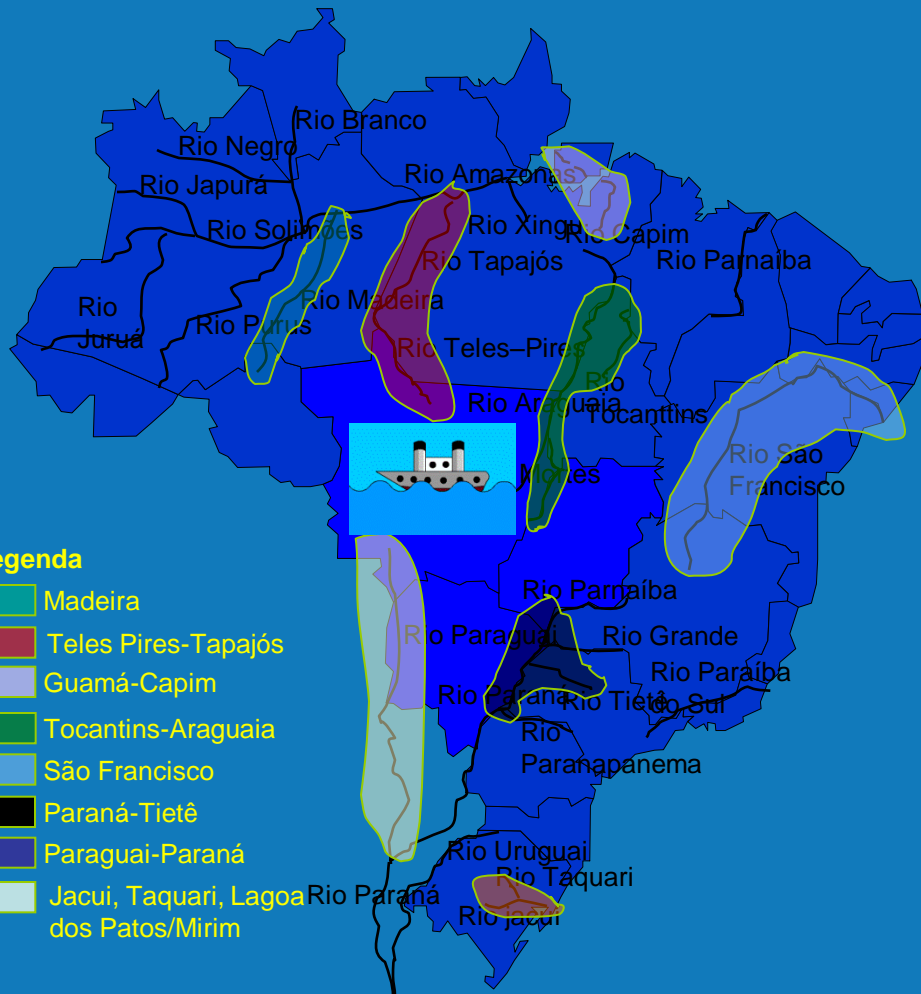 Rio Branco
Rio Negro
Rio Amazonas
Rio Japurá
Rio Solimões
Rio Xingu
Rio Capim
Rio Tapajós
Rio Parnaíba
Rio Madeira
Rio
Juruá
Rio Purus
Rio Teles–Pires
Rio Araguaia
Rio
Tocanttins
Rio São
Francisco
Mortes
egenda
Madeira
Teles Pires-Tapajós
Guamá-Capim
Tocantins-Araguaia
São Francisco
Paraná-Tietê
Paraguai-Paraná
Jacui, Taquari, Lagoa
dos Patos/Mirim
Rio Parnaíba
Rio Paraguai
Rio Grande
Rio Paraíba
do Sul
Rio Paraná
Rio Tietê
Rio
Paranapanema
Rio Uruguai
Rio Taquari
Rio Paraná
Rio jacuí